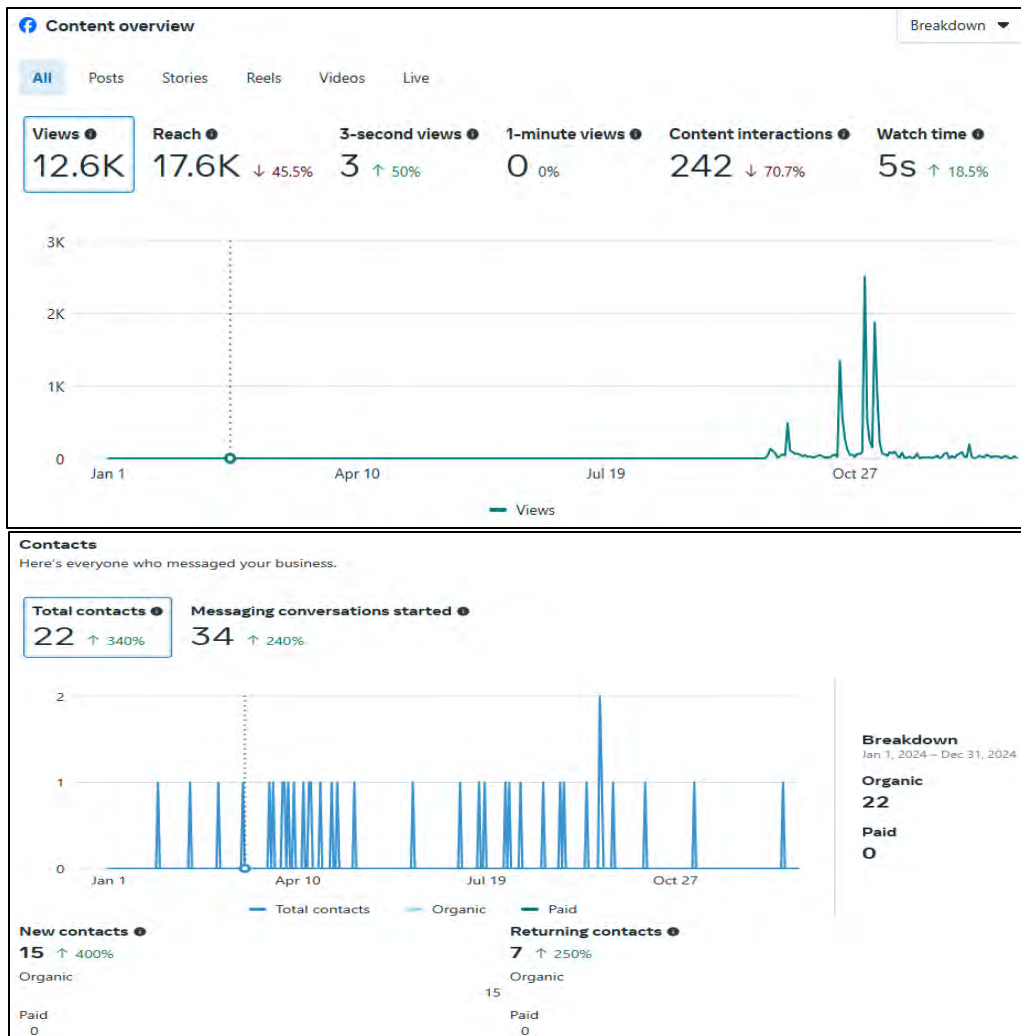 Content overview
Breakdown
All Posts Stories Reels Videos Live
Views Reach 3-second views 1-minute views Content interactions Watch time
12.6K 17.6K ↓ 45.5% 3 ↑ 50% 0 0% 242 ↓ 70.7% 5s ↑ 18.5%
3K
2K
1K
0
Jan 1 Apr 10 Jul 19 Oct 27
Views
Contacts
Here's everyone who messaged your business.
Total contacts Messaging conversations started
22 ↑ 340% 34 ↑ 240%
2
1
0
Jan 1 Apr 10 Jul 19 Oct 27
Total contacts Organic Paid
Breakdown
Jan 1, 2024 – Dec 31, 2024
Organic
22
Paid
0
New contacts Returning contacts
15 ↑ 400% 7 ↑ 250%
Organic Organic
15
Paid Paid
0 0